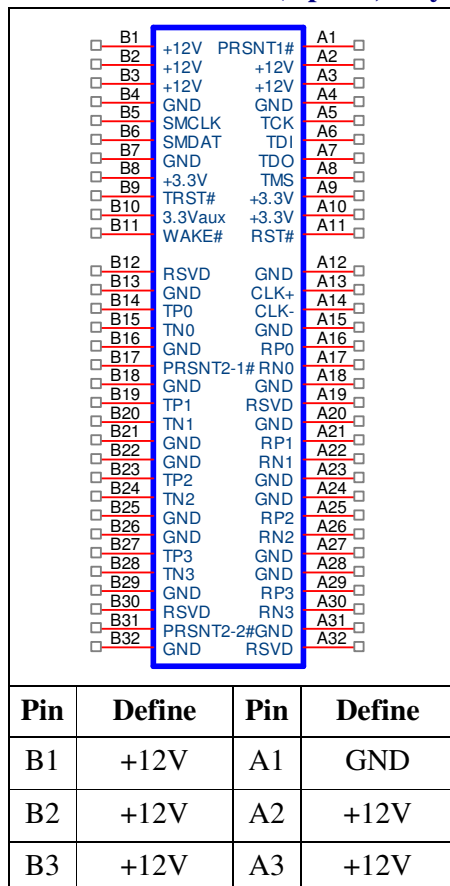 B1 +12V PRSNT1# A1
B2 +12V +12V A2
B3 +12V +12V A3
B4 GND GND A4
B5 SMCLK TCK A5
B6 SMDAT TDI A6
B7 GND TDO A7
B8 +3.3V TMS A8
B9 TRST# +3.3V A9
B10 3.3Vaux +3.3V A10
B11 WAKE# RST# A11
B12 RSVD GND A12
B13 GND CLK+ A13
B14 TP0 CLK- A14
B15 TN0 GND A15
B16 GND RP0 A16
B17 PRSNT2-1# RN0 A17
B18 GND GND A18
B19 TP1 RSVD A19
B20 TN1 GND A20
B21 GND RP1 A21
B22 GND RN1 A22
B23 TP2 GND A23
B24 TN2 GND A24
B25 GND RP2 A25
B26 GND RN2 A26
B27 TP3 GND A27
B28 TN3 GND A28
B29 GND RP3 A29
B30 RSVD RN3 A30
B31 PRSNT2-2# GND A31
B32 GND RSVD A32
Pin Define Pin Define
B1 +12V A1 GND
B2 +12V A2 +12V
B3 +12V A3 +12V